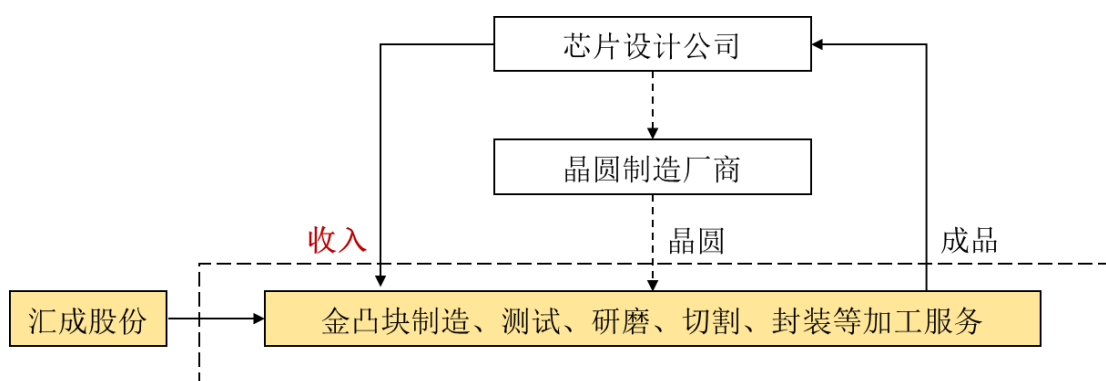 芯片设计公司
晶圆制造厂商
收入
晶圆
成品
汇成股份
金凸块制造、测试、研磨、切割、封装等加工服务